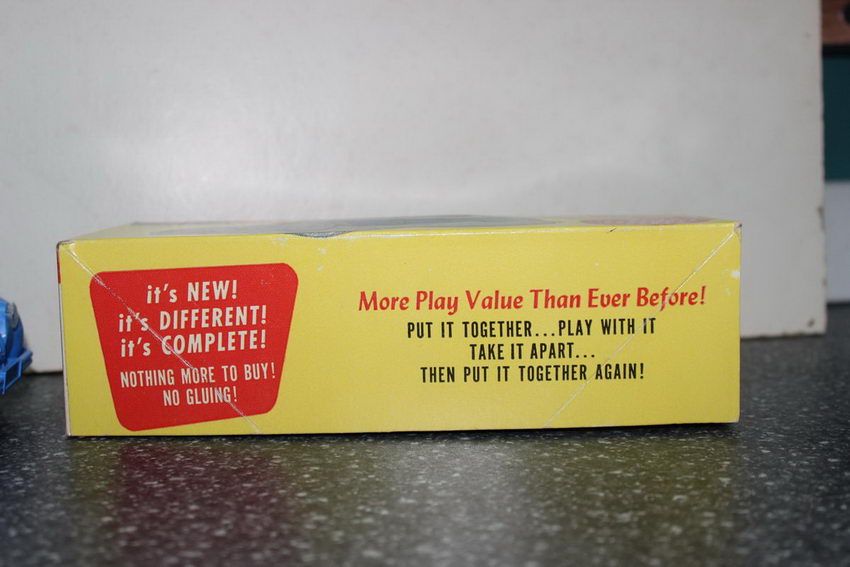 it's NEW!
it's DIFFERENT!
it's COMPLETE!
NOTHING MORE TO BUY!
NO GLUING!
More Play Value Than Ever Before!
PUT IT TOGETHER...PLAY WITH IT
TAKE IT APART...
THEN PUT IT TOGETHER AGAIN!